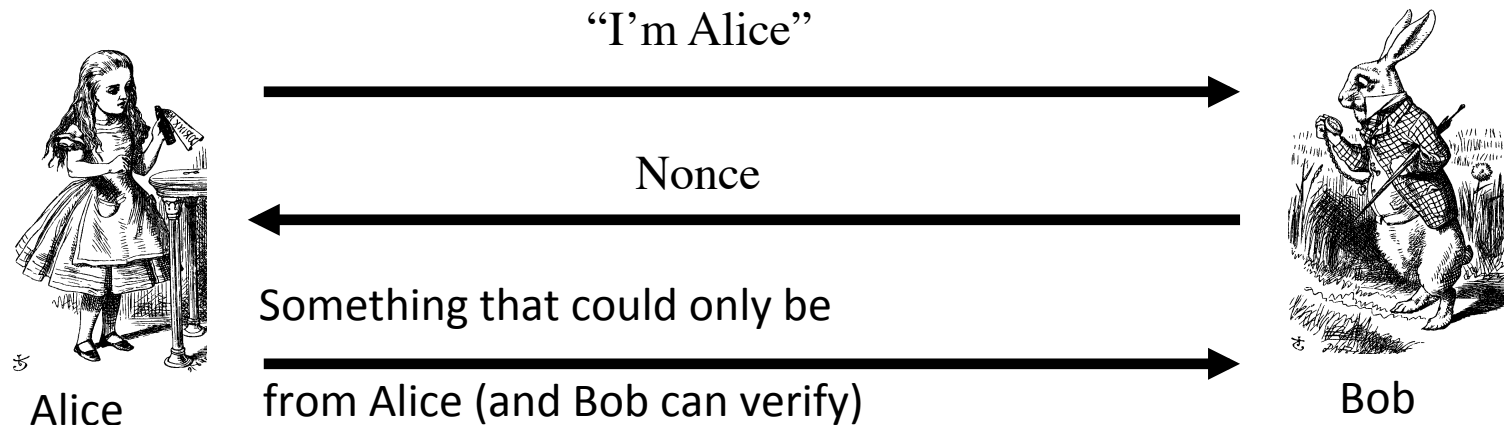 “I’m Alice”
Nonce
Something that could only be
from Alice (and Bob can verify)
Alice
Bob